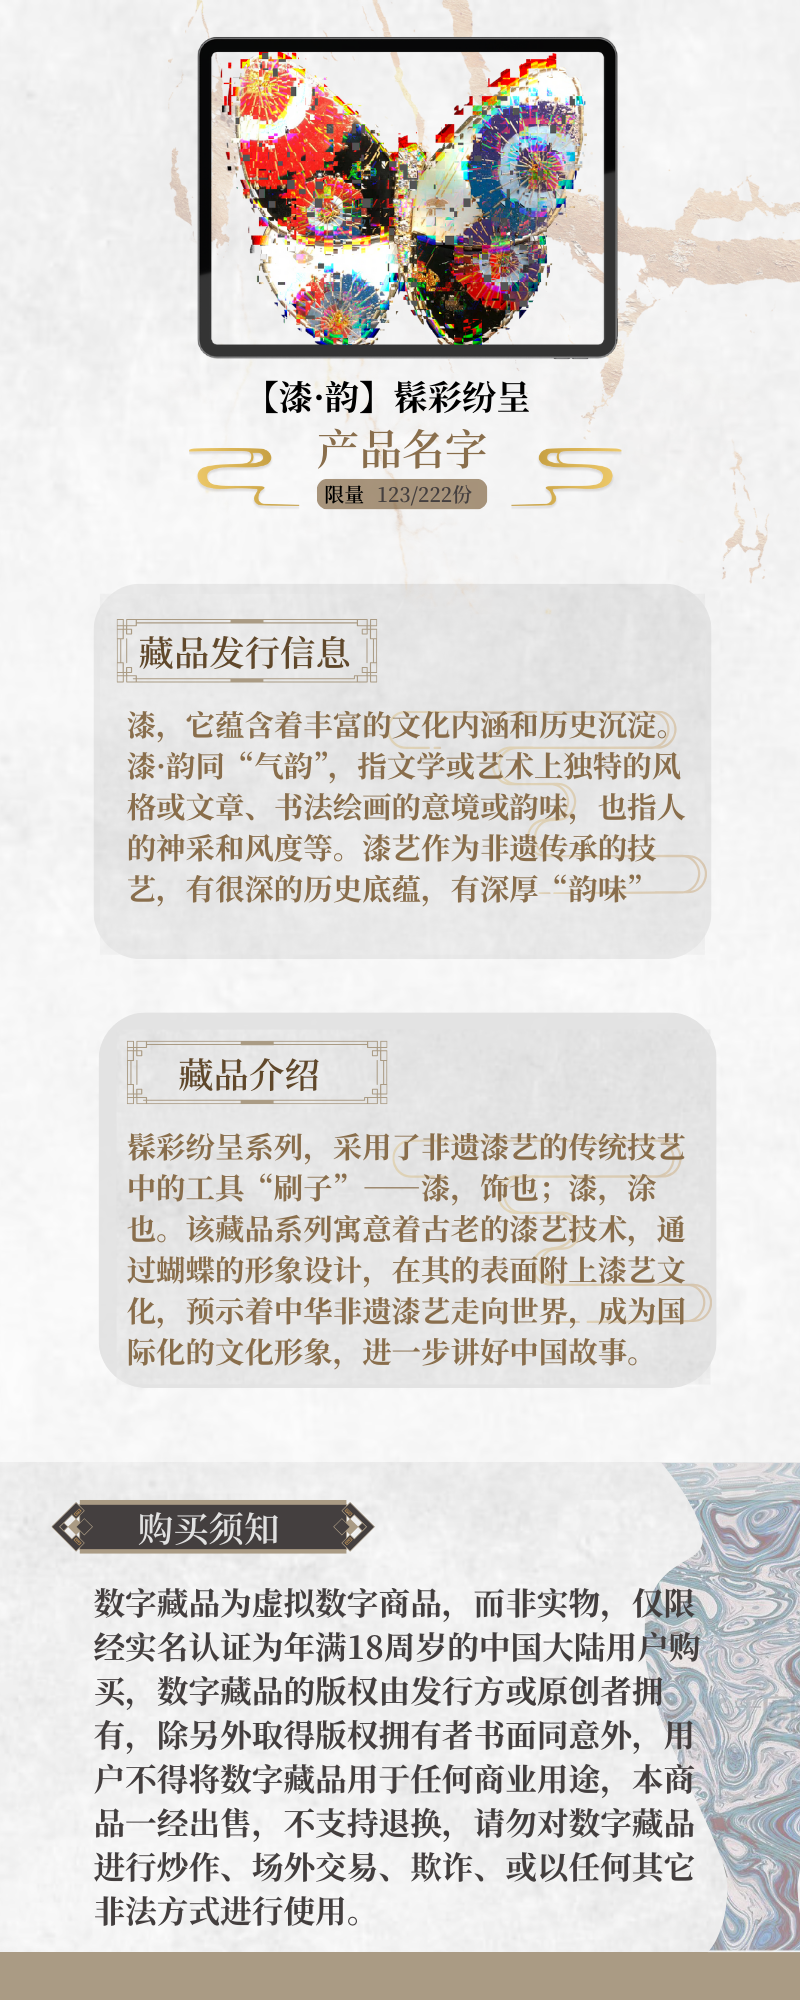 【漆·韵】髹彩纷呈
产品名字
限量 123/222份
藏品发行信息
漆，它蕴含着丰富的文化内涵和历史沉淀。
漆·韵同“气韵”，指文学或艺术上独特的风
格或文章、书法绘画的意境或韵味，也指人
的神采和风度等。漆艺作为非遗传承的技
艺，有很深的历史底蕴，有深厚“韵味”
藏品介绍
髹彩纷呈系列，采用了非遗漆艺的传统技艺
中的工具“刷子”——漆，饰也；漆，涂
也。该藏品系列寓意着古老的漆艺技术，通
过蝴蝶的形象设计，在其的表面附上漆艺文
化，预示着中华非遗漆艺走向世界，成为国
际化的文化形象，进一步讲好中国故事。
购买须知
数字藏品为虚拟数字商品，而非实物，仅限
经实名认证为年满18周岁的中国大陆用户购
买，数字藏品的版权由发行方或原创者拥
有，除另外取得版权拥有者书面同意外，用
户不得将数字藏品用于任何商业用途，本商
品一经出售，不支持退换，请勿对数字藏品
进行炒作、场外交易、欺诈、或以任何其它
非法方式进行使用。